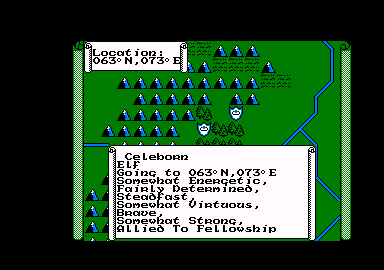 Location:
063°N,073°E
Celeborn
Elf
Going to 063°N,073°E
Somewhat Energetic,
Fairly Determined,
Steadfast,
Somewhat Virtuous,
Brave,
Somewhat Strong,
Allied To Fellowship